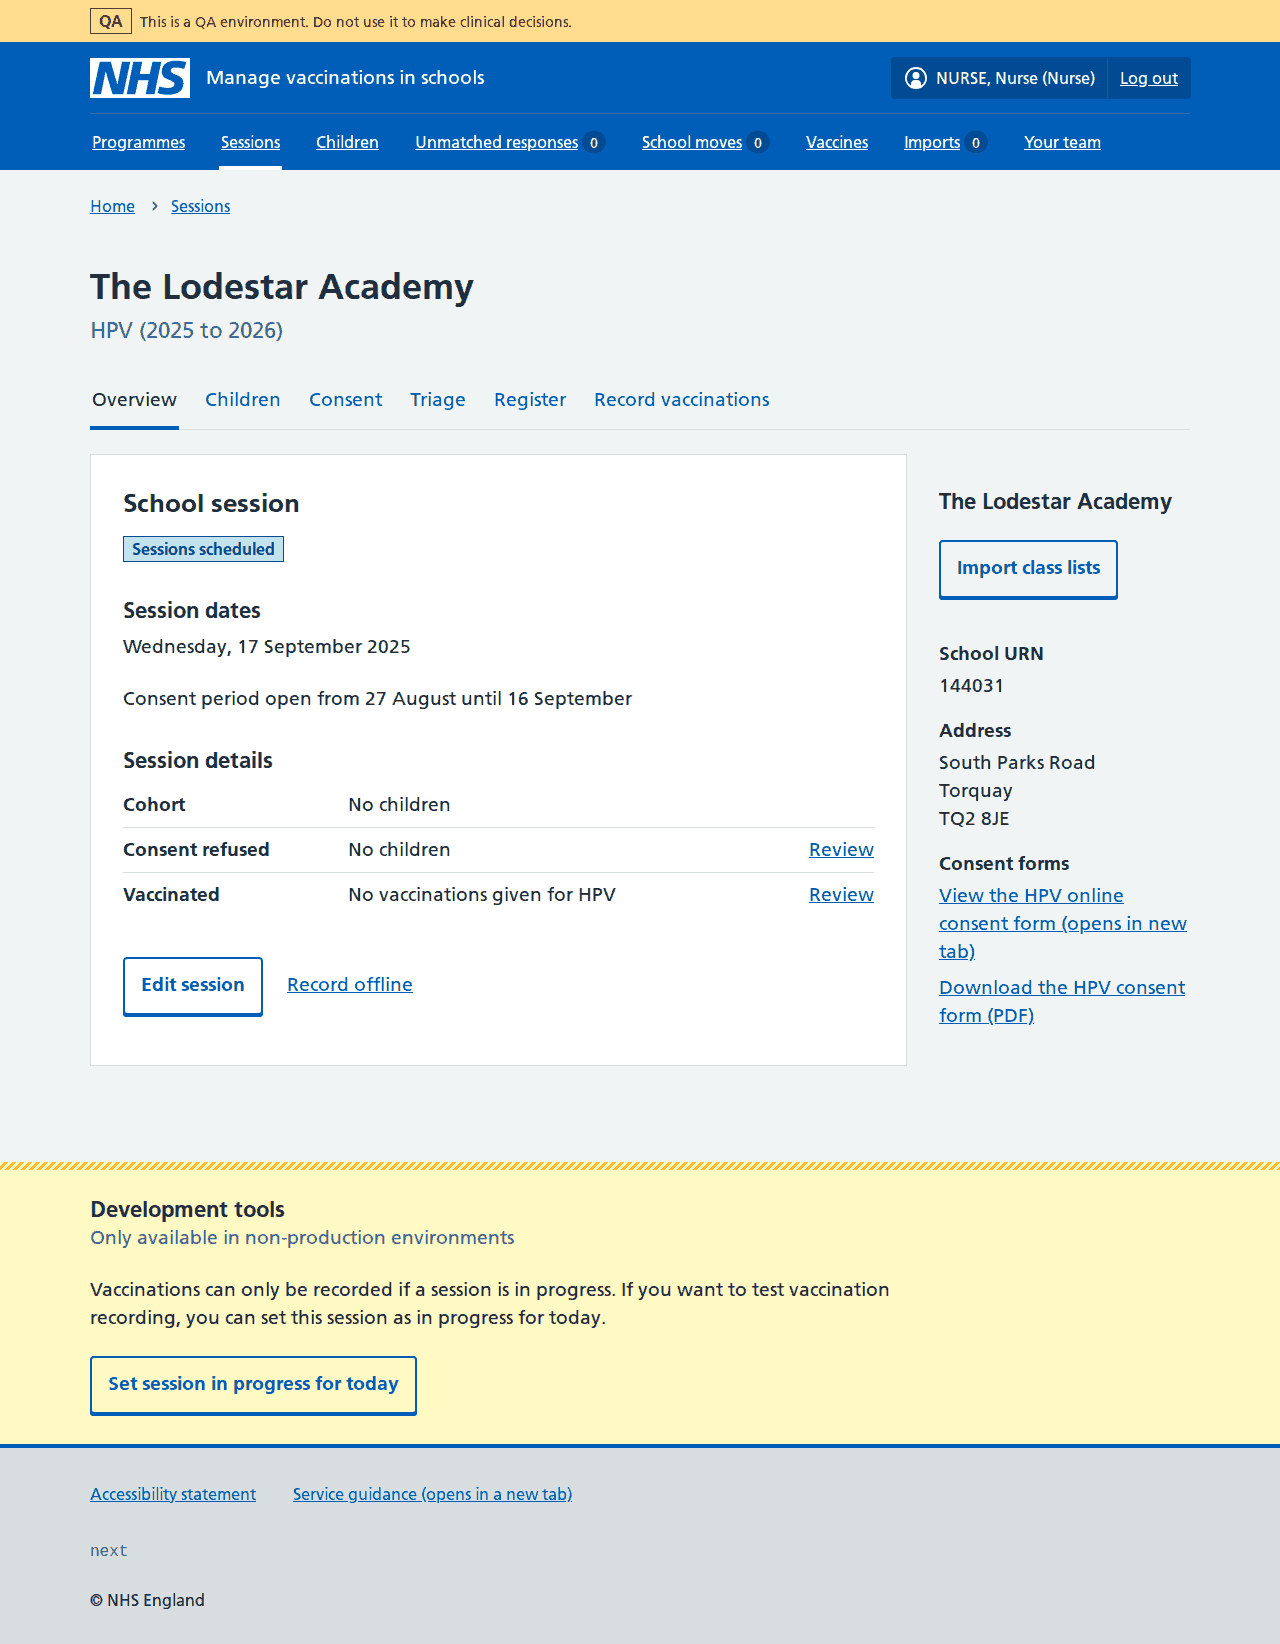 QA This is a QA environment. Do not use it to make clinical decisions.
NHS Manage vaccinations in schools NURSE, Nurse (Nurse) Log out
Programmes Sessions Children Unmatched responses 0 School moves 0 Vaccines Imports 0 Your team
Home Sessions
The Lodestar Academy
HPV (2025 to 2026)
Overview Children Consent Triage Register Record vaccinations
School session
Sessions scheduled
Session dates
Wednesday, 17 September 2025
Consent period open from 27 August until 16 September
Session details
Cohort No children
Consent refused No children Review
Vaccinated No vaccinations given for HPV Review
Edit session Record offline
The Lodestar Academy
Import class lists
School URN
144031
Address
South Parks Road
Torquay
TQ2 8JE
Consent forms
View the HPV online
consent form (opens in new
tab)
Download the HPV consent
form (PDF)
Development tools
Only available in non-production environments
Vaccinations can only be recorded if a session is in progress. If you want to test vaccination
recording, you can set this session as in progress for today.
Set session in progress for today
Accessibility statement Service guidance (opens in a new tab)
next
© NHS England